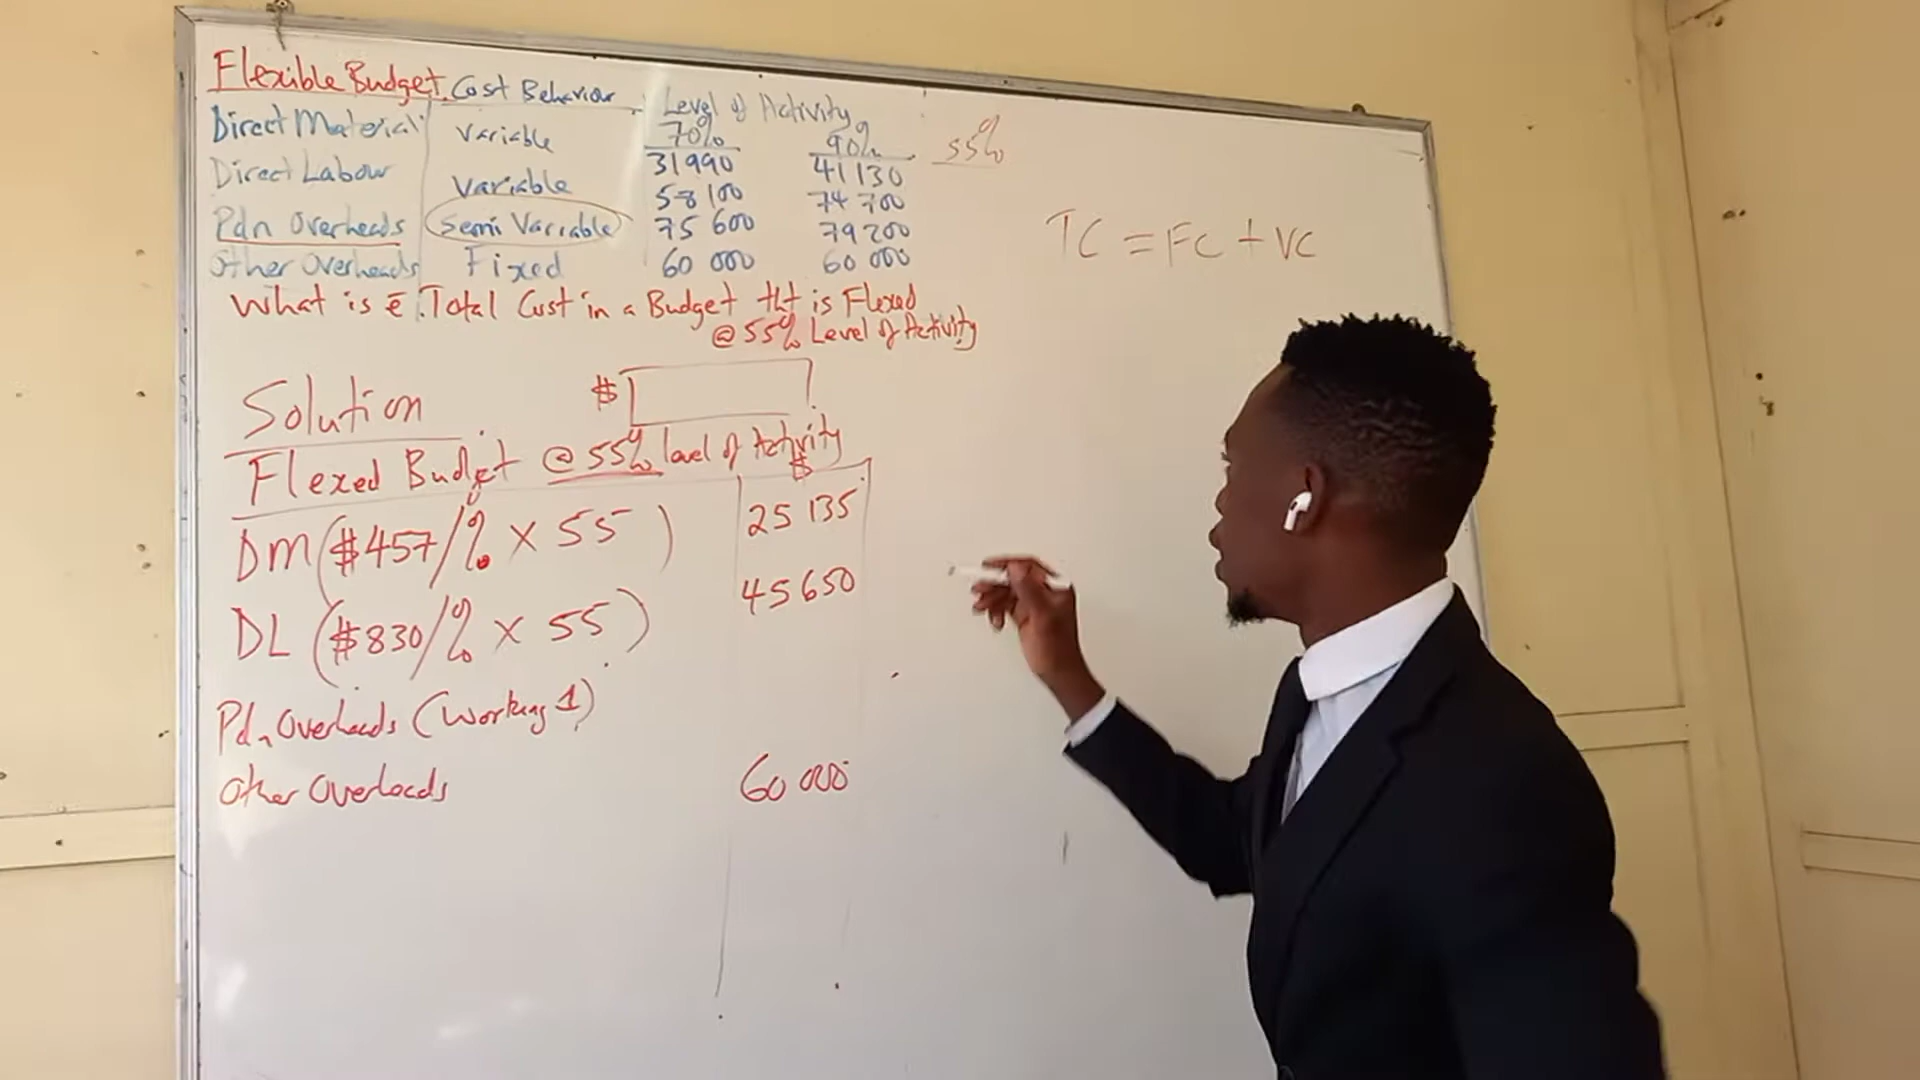 Flexible Budget Cost Behaviour Level of Activity
70% 90% 55%
Direct Material Variable 31990 41130
Direct Labour Variable 58100 74700
Pdn Overheads Semi Variable 75 600 79200
Other Overheads Fixed 60 000 60 000
TC = FC + VC
What is ē Total Cost in a Budget tht is Flexed
@ 55% Level of Activity
$
Solution
Flexed Budget @ 55% level of Activity
$
DM ($457/% X 55) 25 135
DL ($830/% X 55) 45650
Pdn Overheads (Working 1)
Other Overheads 60 000